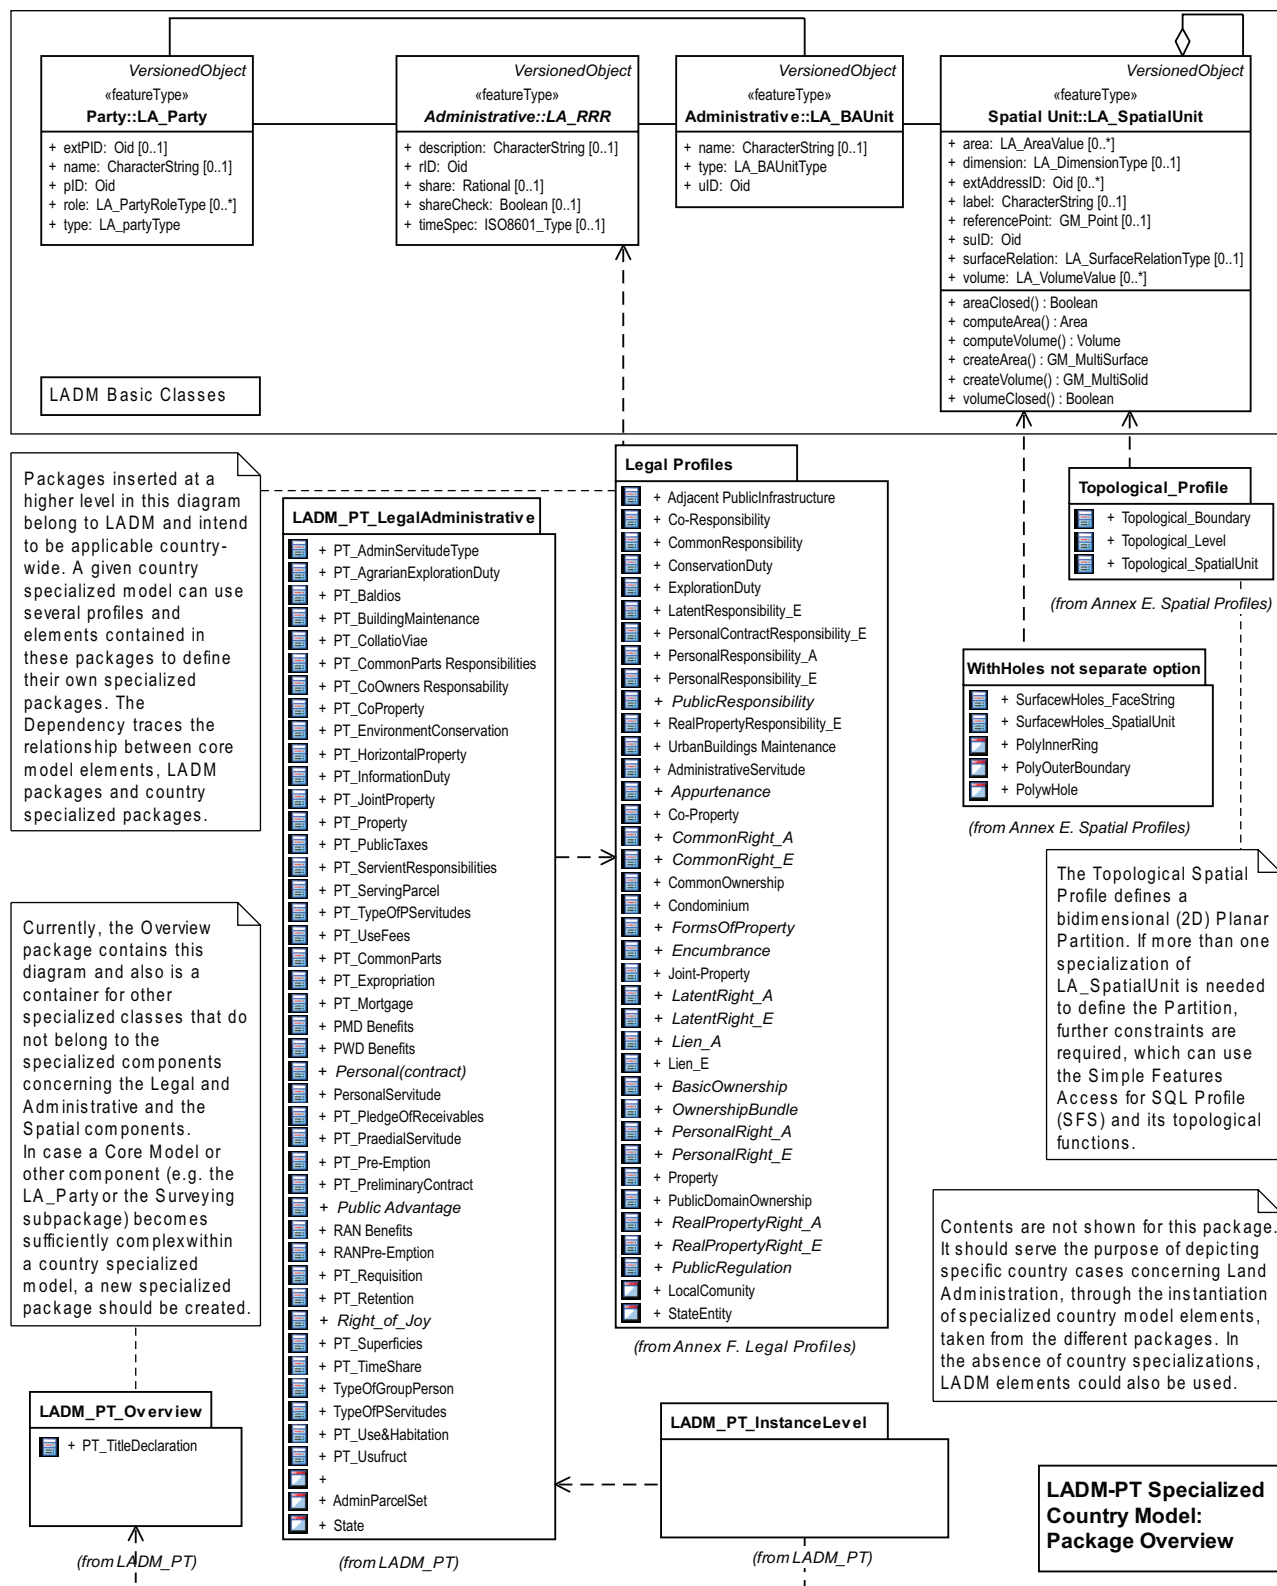 VersionedObject
«featureType»
Party::LA_Party
+ extPID: Oid [0..1]
+ name: CharacterString [0..1]
+ pID: Oid
+ role: LA_PartyRoleType [0..*]
+ type: LA_partyType
VersionedObject
«featureType»
Administrative::LA_RRR
+ description: CharacterString [0..1]
+ rID: Oid
+ share: Rational [0..1]
+ shareCheck: Boolean [0..1]
+ timeSpec: ISO8601_Type [0..1]
VersionedObject
«featureType»
Administrative::LA_BAUnit
+ name: CharacterString [0..1]
+ type: LA_BAUnitType
+ uID: Oid
VersionedObject
«featureType»
Spatial Unit::LA_SpatialUnit
+ area: LA_AreaValue [0..*]
+ dimension: LA_DimensionType [0..1]
+ extAddressID: Oid [0..*]
+ label: CharacterString [0..1]
+ referencePoint: GM_Point [0..1]
+ suID: Oid
+ surfaceRelation: LA_SurfaceRelationType [0..1]
+ volume: LA_VolumeValue [0..*]
+ areaClosed() : Boolean
+ computeArea() : Area
+ computeVolume() : Volume
+ createArea() : GM_MultiSurface
+ createVolume() : GM_MultiSolid
+ volumeClosed() : Boolean
LADM Basic Classes
Packages inserted at a
higher level in this diagram
belong to LADM and intend
to be applicable country-
wide. A given country
specialized model can use
several profiles and
elements contained in
these packages to define
their own specialized
packages. The
Dependency traces the
relationship between core
model elements, LADM
packages and country
specialized packages.
Currently, the Overview
package contains this
diagram and also is a
container for other
specialized classes that do
not belong to the
specialized components
concerning the Legal and
Administrative and the
Spatial components.
In case a Core Model or
other component (e.g. the
LA_Party or the Surveying
subpackage) becomes
sufficiently complex within
a country specialized
model, a new specialized
package should be created.
LADM_PT_Overview
+ PT_TitleDeclaration
(from LADM_PT)
LADM_PT_LegalAdministrative
+ PT_AdminServitudeType
+ PT_AgrarianExplorationDuty
+ PT_Baldios
+ PT_BuildingMaintenance
+ PT_CollatioViae
+ PT_CommonParts Responsibilities
+ PT_CoOwners Responsability
+ PT_CoProperty
+ PT_EnvironmentConservation
+ PT_HorizontalProperty
+ PT_InformationDuty
+ PT_JointProperty
+ PT_Property
+ PT_PublicTaxes
+ PT_ServientResponsibilities
+ PT_ServingParcel
+ PT_TypeOfPServitudes
+ PT_UseFees
+ PT_CommonParts
+ PT_Expropriation
+ PT_Mortgage
+ PMD Benefits
+ PWD Benefits
+ Personal(contract)
+ PersonalServitude
+ PT_PledgeOfReceivables
+ PT_PraedialServitude
+ PT_Pre-Emption
+ PT_PreliminaryContract
+ Public Advantage
+ RAN Benefits
+ RANPre-Emption
+ PT_Requisition
+ PT_Retention
+ Right_of_Joy
+ PT_Superficies
+ PT_TimeShare
+ TypeOfGroupPerson
+ TypeOfPServitudes
+ PT_Use&Habitation
+ PT_Usufruct
+
+ AdminParcelSet
+ State
(from LADM_PT)
Legal Profiles
+ Adjacent PublicInfrastructure
+ Co-Responsibility
+ CommonResponsibility
+ ConservationDuty
+ ExplorationDuty
+ LatentResponsibility_E
+ PersonalContractResponsibility_E
+ PersonalResponsibility_A
+ PersonalResponsibility_E
+ PublicResponsibility
+ RealPropertyResponsibility_E
+ UrbanBuildings Maintenance
+ AdministrativeServitude
+ Appurtenance
+ Co-Property
+ CommonRight_A
+ CommonRight_E
+ CommonOwnership
+ Condominium
+ FormsOfProperty
+ Encumbrance
+ Joint-Property
+ LatentRight_A
+ LatentRight_E
+ Lien_A
+ Lien_E
+ BasicOwnership
+ OwnershipBundle
+ PersonalRight_A
+ PersonalRight_E
+ Property
+ PublicDomainOwnership
+ RealPropertyRight_A
+ RealPropertyRight_E
+ PublicRegulation
+ LocalComunity
+ StateEntity
(from Annex F. Legal Profiles)
Topological_Profile
+ Topological_Boundary
+ Topological_Level
+ Topological_SpatialUnit
(from Annex E. Spatial Profiles)
WithHoles not separate option
+ SurfacewHoles_FaceString
+ SurfacewHoles_SpatialUnit
+ PolyInnerRing
+ PolyOuterBoundary
+ PolywHole
(from Annex E. Spatial Profiles)
The Topological Spatial
Profile defines a
bidimensional (2D) Planar
Partition. If more than one
specialization of
LA_SpatialUnit is needed
to define the Partition,
further constraints are
required, which can use
the Simple Features
Access for SQL Profile
(SFS) and its topological
functions.
Contents are not shown for this package.
It should serve the purpose of depicting
specific country cases concerning Land
Administration, through the instantiation
of specialized country model elements,
taken from the different packages. In
the absence of country specializations,
LADM elements could also be used.
LADM_PT_InstanceLevel
(from LADM_PT)
LADM-PT Specialized
Country Model:
Package Overview